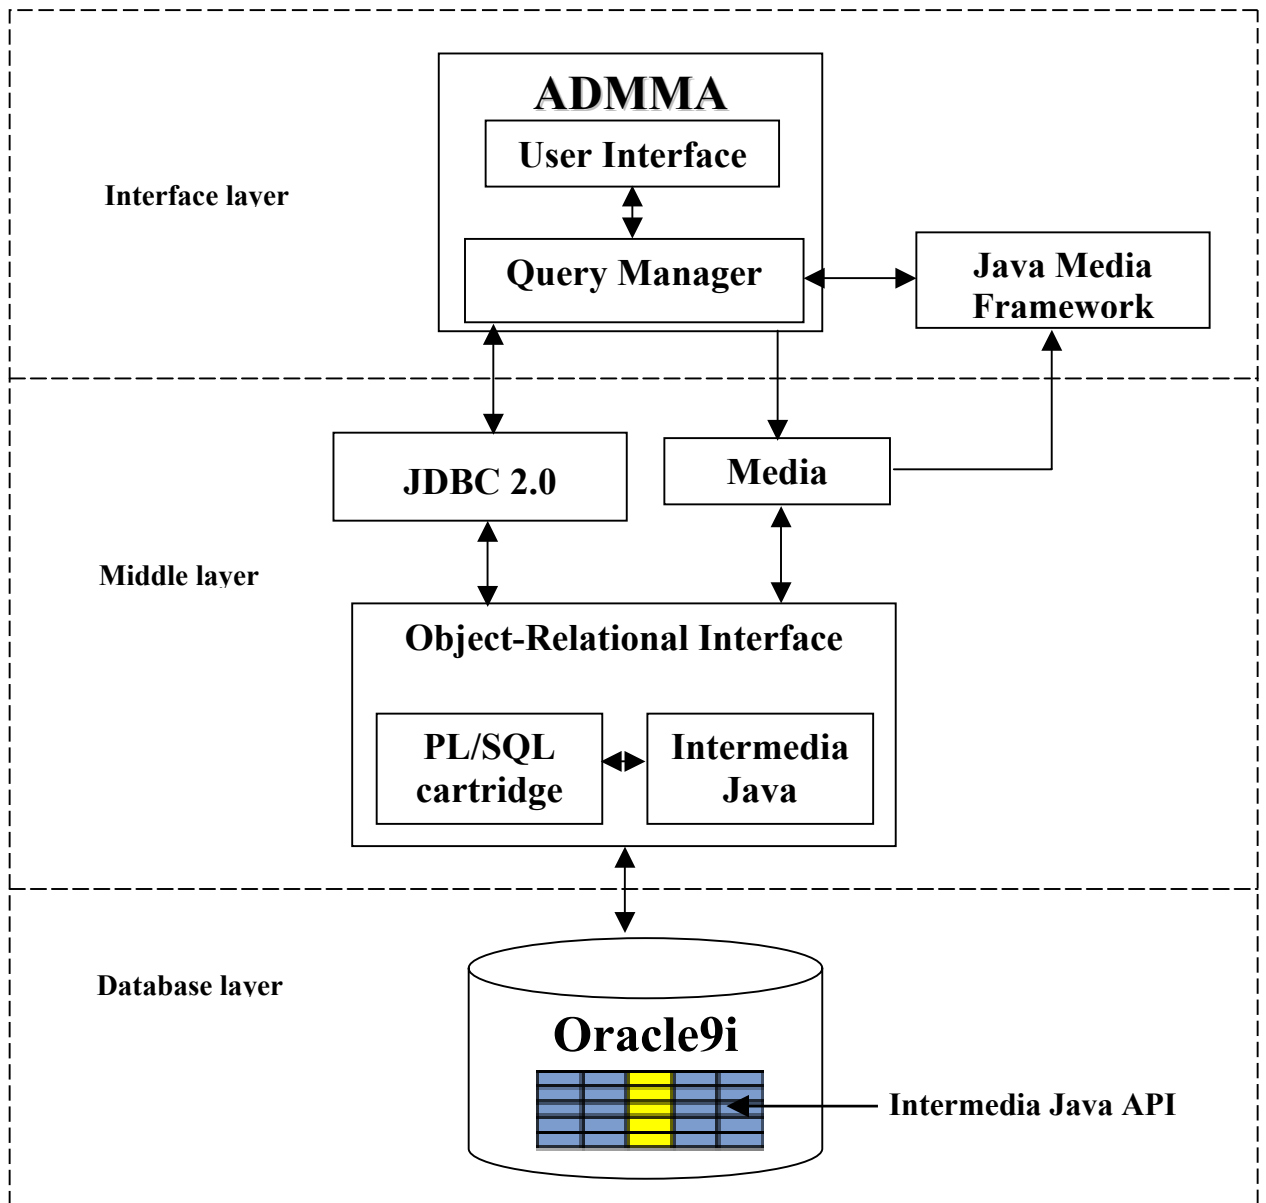 ADMMA
User Interface
Interface layer
Query Manager
Java Media
Framework
JDBC 2.0
Media
Middle layer
Object-Relational Interface
PL/SQL
cartridge
Intermedia
Java
Database layer
Oracle9i
Intermedia Java API